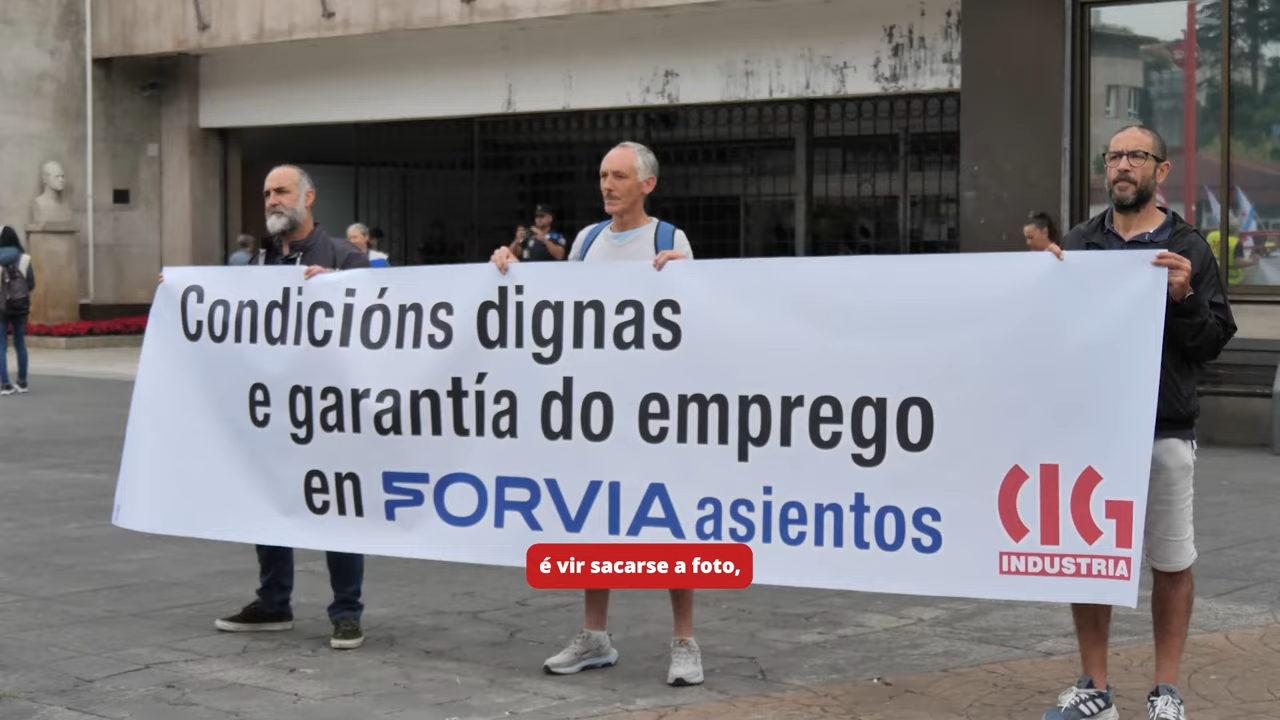 Condicións dignas
e garantía do emprego
en FORVIA asientos
CIG
INDUSTRIA
é vir sacarse a foto,